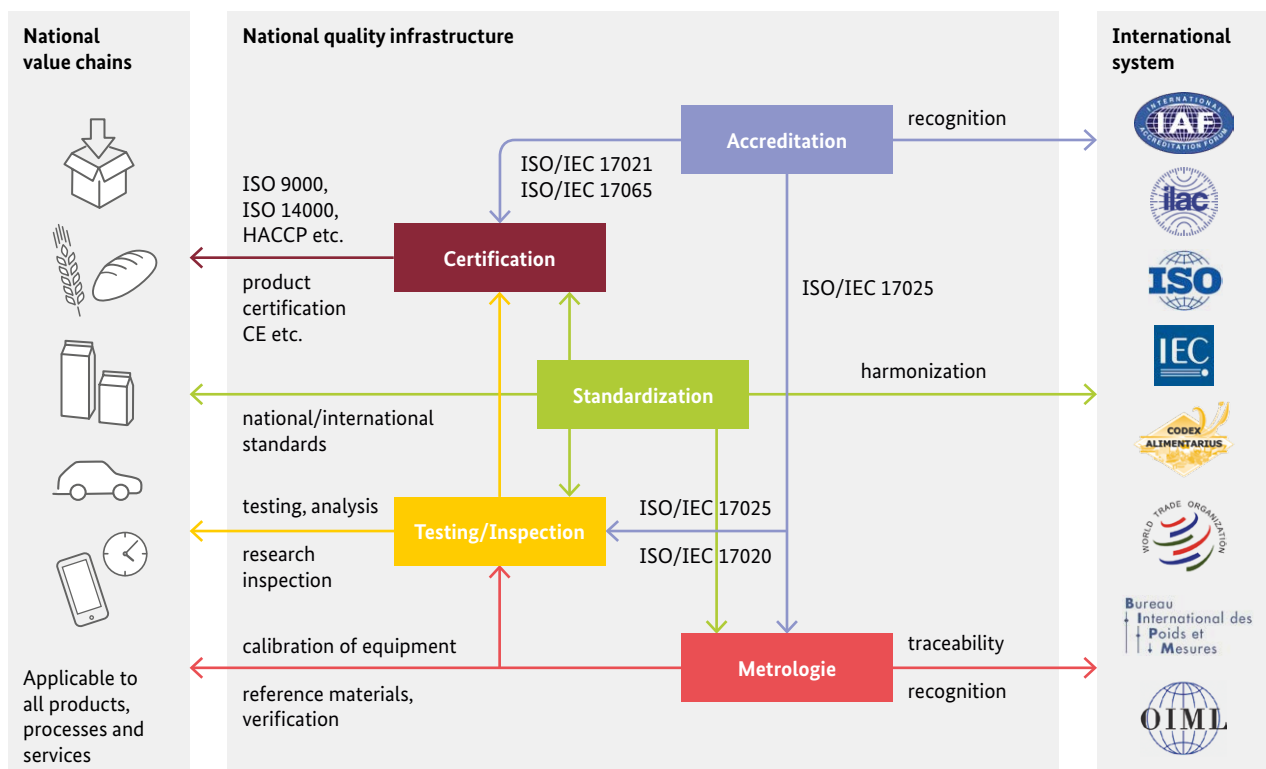 National
value chains
National quality infrastructure
International
system
Accreditation
recognition
INTERNATIONAL
IAF
ACCREDITATION FORUM
ISO/IEC 17021
ISO/IEC 17065
ISO 9000,
ISO 14000,
HACCP etc.
ilac
Certification
product
certification
CE etc.
ISO/IEC 17025
ISO
IEC
Standardization
harmonization
national/international
standards
CODEX
ALIMENTARIUS
testing, analysis
Testing/Inspection
research
inspection
ISO/IEC 17025
ISO/IEC 17020
WORLD TRADE ORGANIZATION
calibration of equipment
reference materials,
verification
Metrologie
traceability
recognition
Bureau
International des
Poids et
Mesures
OIML
Applicable to
all products,
processes and
services